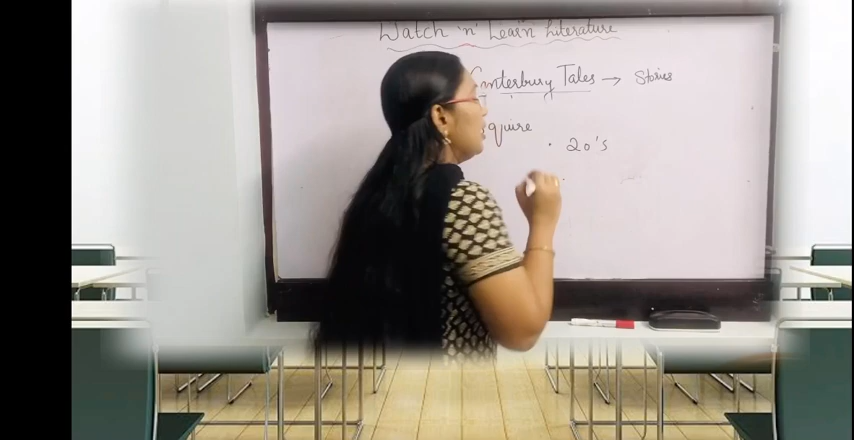 Watch 'n' Learn Literature
Canterbury Tales → Stories
squire
• 20's